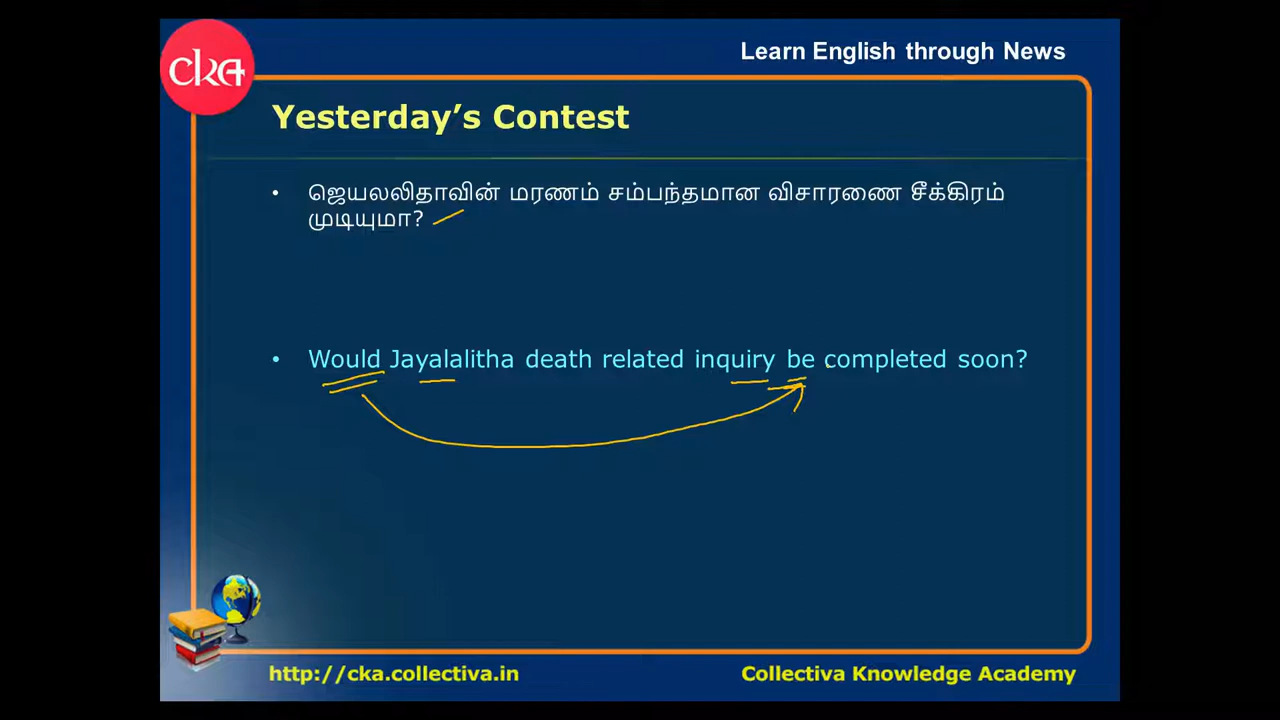 cka
Learn English through News
Yesterday's Contest
• ஜெயலலிதாவின் மரணம் சம்பந்தமான விசாரணை சீக்கிரம்
முடியுமா?
• Would Jayalalitha death related inquiry be completed soon?
http://cka.collectiva.in
Collectiva Knowledge Academy